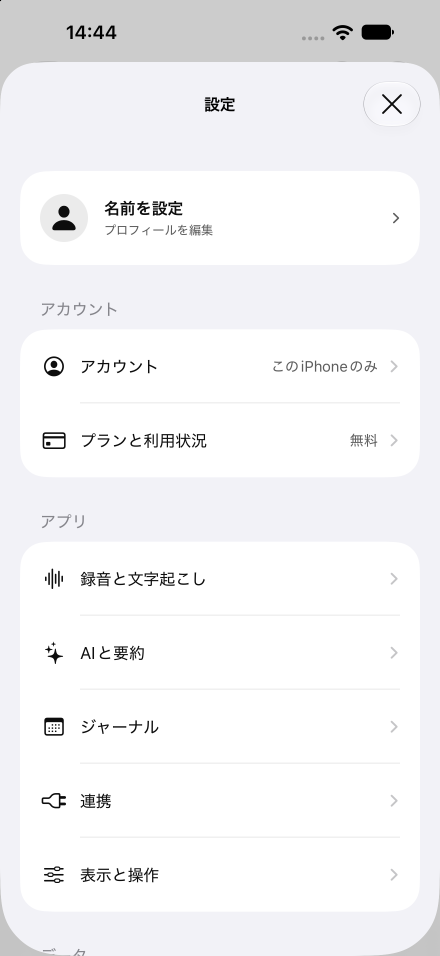 14:44
設定
名前を設定
プロフィールを編集
アカウント
アカウント
このiPhoneのみ
プランと利用状況
無料
アプリ
録音と文字起こし
AIと要約
ジャーナル
連携
表示と操作
データ